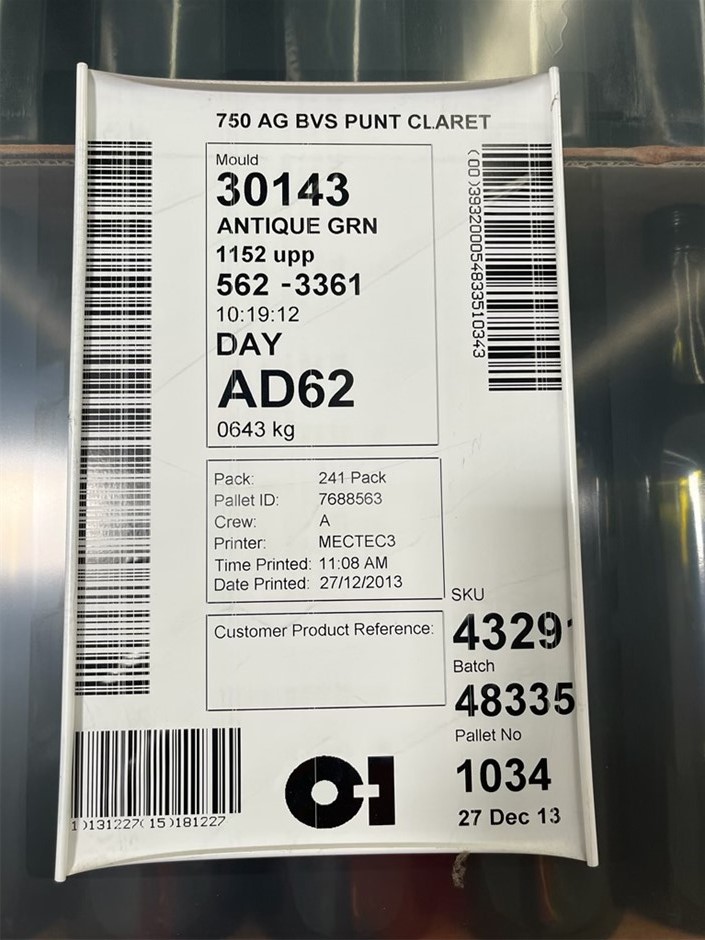 750 AG BVS PUNT CLARET
Mould
30143
ANTIQUE GRN
1152 upp
562 -3361
10:19:12
DAY
AD62
0643 kg
(00)393200054833510343
Pack: 241 Pack
Pallet ID: 7688563
Crew: A
Printer: MECTEC3
Time Printed: 11:08 AM
Date Printed: 27/12/2013
Customer Product Reference:
SKU
43291
Batch
48335
Pallet No
1034
27 Dec 13
1)131227(15)181227
O-I